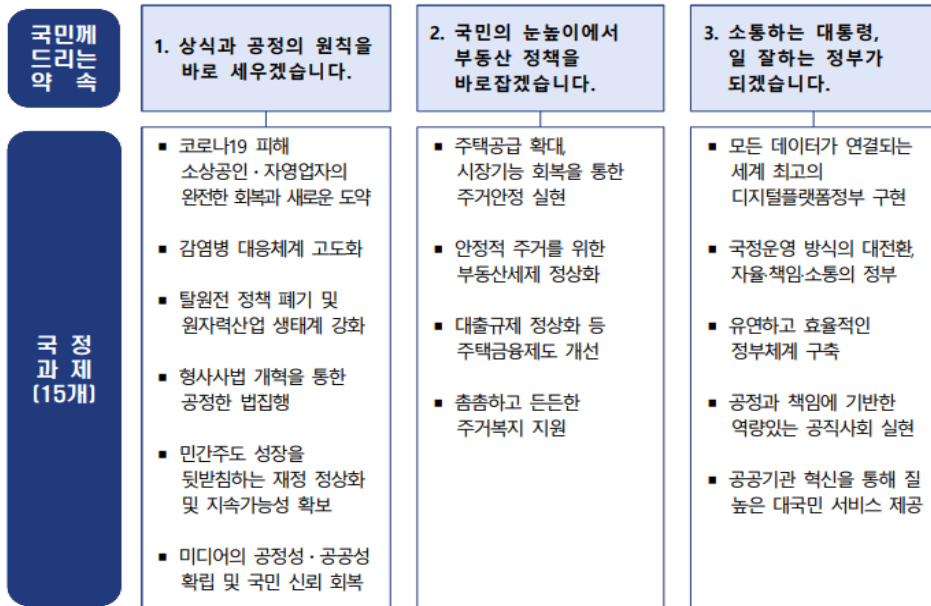 국민께
드리는
약 속
1. 상식과 공정의 원칙을
바로 세우겠습니다.
2. 국민의 눈높이에서
부동산 정책을
바로잡겠습니다.
3. 소통하는 대통령,
일 잘하는 정부가
되겠습니다.
국 정
과 제
(15개)
▪ 코로나19 피해
소상공인·자영업자의
완전한 회복과 새로운 도약
▪ 감염병 대응체계 고도화
▪ 탈원전 정책 폐기 및
원자력산업 생태계 강화
▪ 형사사법 개혁을 통한
공정한 법집행
▪ 민간주도 성장을
뒷받침하는 재정 정상화
및 지속가능성 확보
▪ 미디어의 공정성·공공성
확립 및 국민 신뢰 회복
▪ 주택공급 확대,
시장기능 회복을 통한
주거안정 실현
▪ 안정적 주거를 위한
부동산세제 정상화
▪ 대출규제 정상화 등
주택금융제도 개선
▪ 촘촘하고 든든한
주거복지 지원
▪ 모든 데이터가 연결되는
세계 최고의
디지털플랫폼정부 구현
▪ 국정운영 방식의 대전환,
자율·책임·소통의 정부
▪ 유연하고 효율적인
정부체계 구축
▪ 공정과 책임에 기반한
역량있는 공직사회 실현
▪ 공공기관 혁신을 통해 질
높은 대국민 서비스 제공